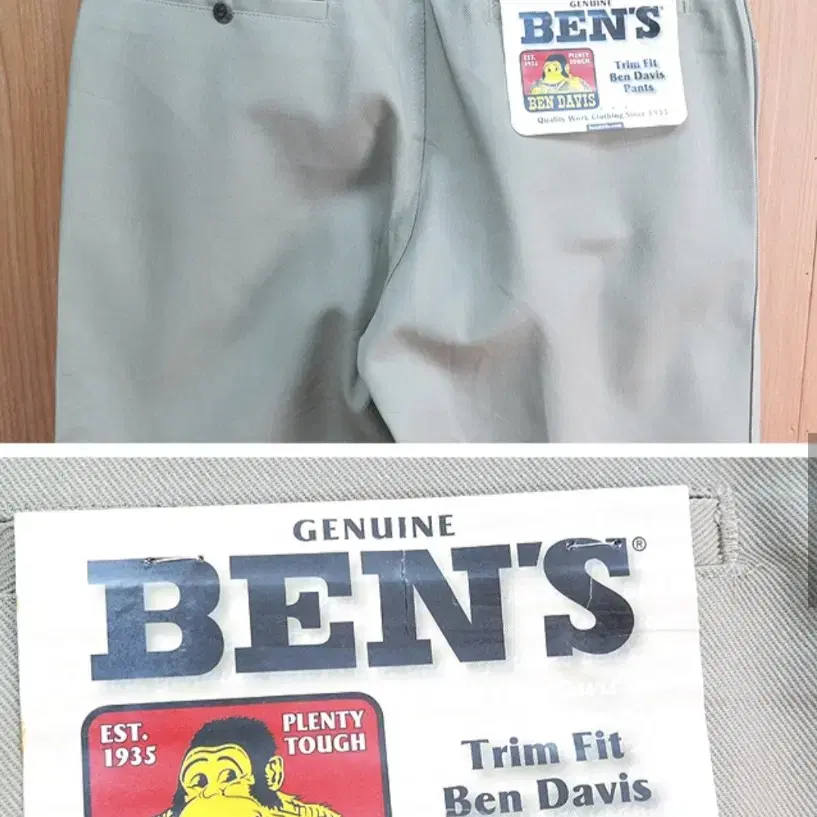 GENUINE
BEN'S
EST.
1935
PLENTY
TOUGH
Trim Fit
Ben Davis
Pants
BEN DAVIS
Quality Work Clothing Since 1935
GENUINE
BEN'S®
EST.
1935
PLENTY
TOUGH
Trim Fit
Ben Davis